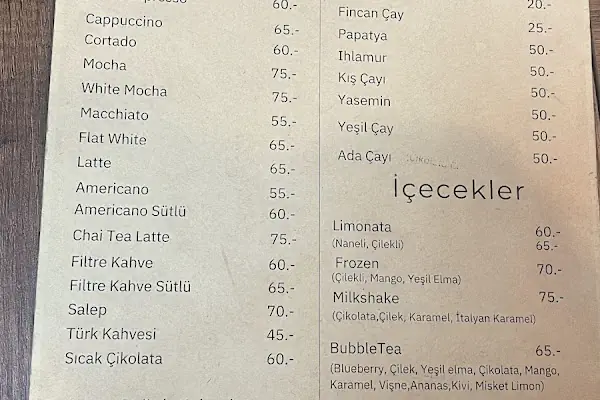 60.-
Cappuccino 65.-
Cortado 60.-
Mocha 75.-
White Mocha 75.-
Macchiato 55.-
Flat White 65.-
Latte 65.-
Americano 55.-
Americano Sütlü 60.-
Chai Tea Latte 75.-
Filtre Kahve 60.-
Filtre Kahve Sütlü 65.-
Salep 70.-
Türk Kahvesi 45.-
Sıcak Çikolata 60.-
20.-
Fincan Çay 25.-
Papatya 50.-
Ihlamur 50.-
Kış Çayı 50.-
Yasemin 50.-
Yeşil Çay 50.-
Ada Çayı 50.-
İçecekler
Limonata 60.-
(Naneli, Çilekli) 65.-
Frozen 70.-
(Çilekli, Mango, Yeşil Elma)
Milkshake 75.-
(Çikolata,Çilek, Karamel, İtalyan Karamel)
BubbleTea 65.-
(Blueberry, Çilek, Yeşil elma, Çikolata, Mango,
Karamel, Vişne,Ananas,Kivi, Misket Limon)